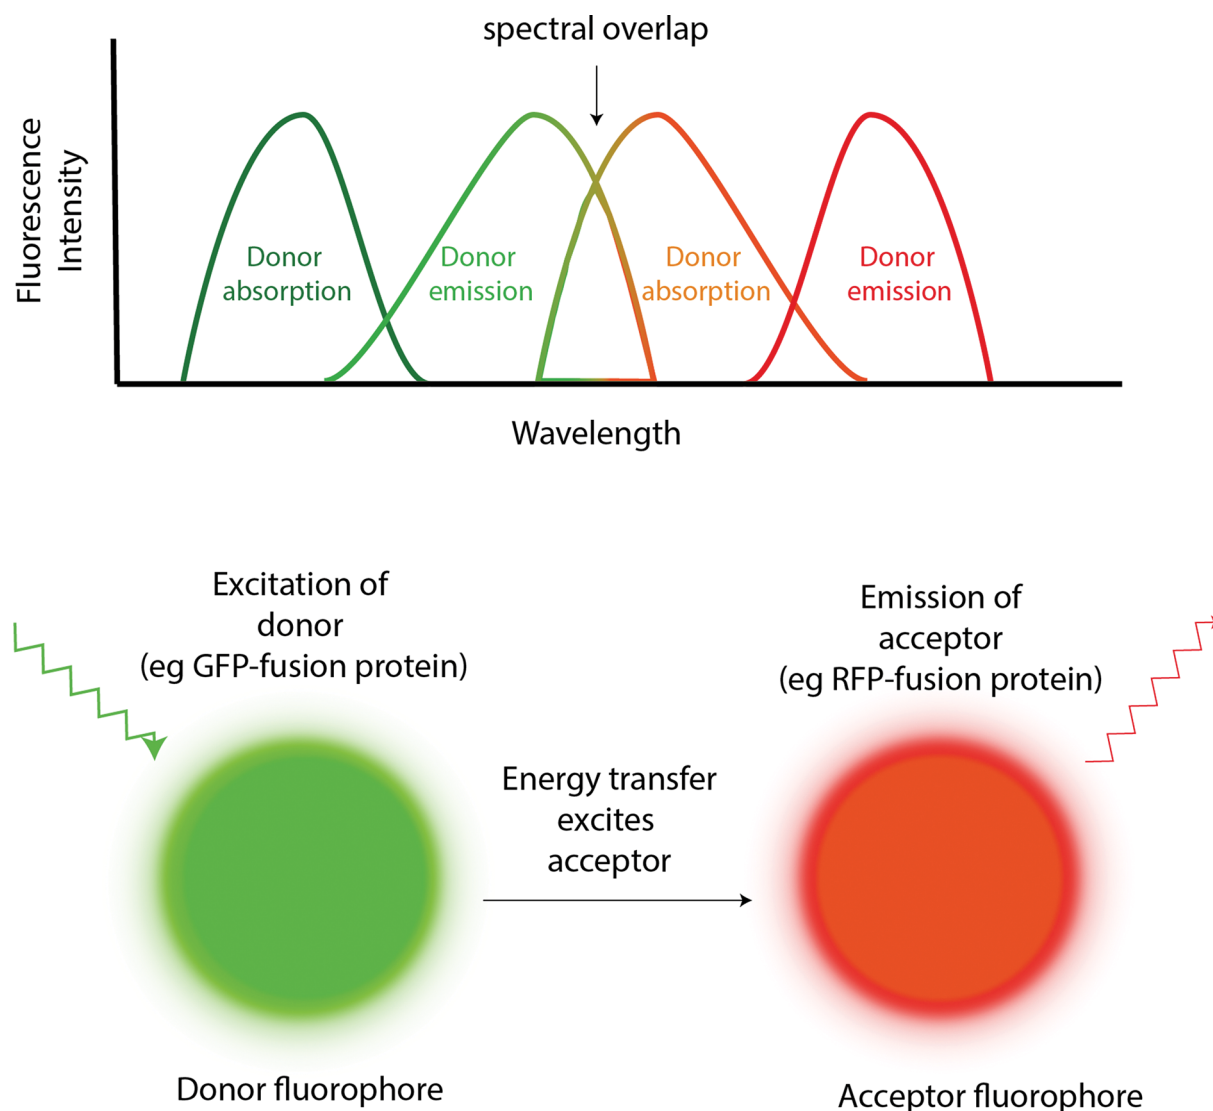 spectral overlap
Fluorescence
Intensity
Donor
absorption
Donor
emission
Donor
absorption
Donor
emission
Wavelength
Excitation of
donor
(eg GFP-fusion protein)
Emission of
acceptor
(eg RFP-fusion protein)
Energy transfer
excites
acceptor
Donor fluorophore
Acceptor fluorophore